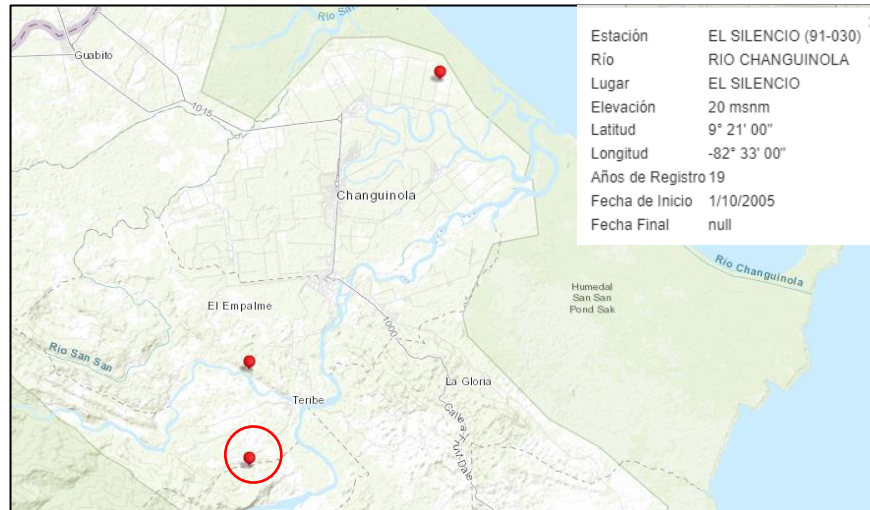 Río San
Guabito
1015
Changuinola
El Empalme
Río San San
Teribe
1000
La Gloria
Humedal
San San
Pond Sak
Río Changuinola
Estación EL SILENCIO (91-030)
Río RIO CHANGUINOLA
Lugar EL SILENCIO
Elevación 20 msnm
Latitud 9° 21' 00"
Longitud -82° 33' 00"
Años de Registro 19
Fecha de Inicio 1/10/2005
Fecha Final null